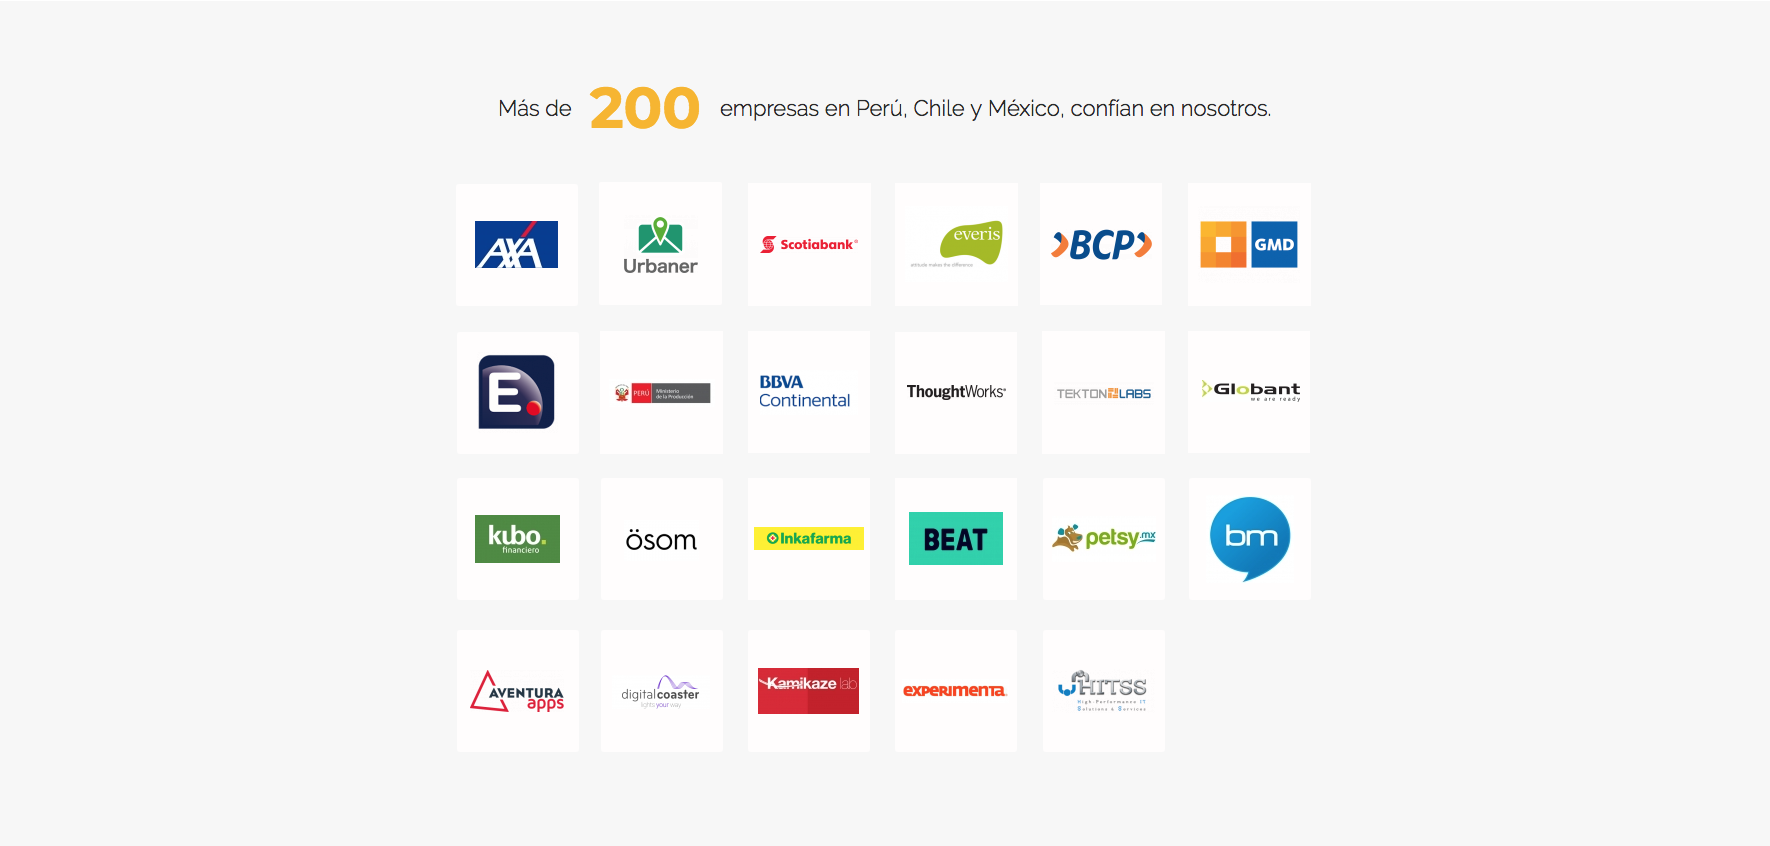 Más de 200 empresas en Perú, Chile y México, confían en nosotros.
AXA
Urbaner
Scotiabank®
everis
attitude makes the difference
BCP
GMD
E.
PERÚ
Ministerio
de la Producción
BBVA
Continental
ThoughtWorks®
TEKTON LABS
Globant
we are ready
kubo.
financiero
ösom
Inkafarma
BEAT
petsy.mx
bm
AVENTURA
apps
digitalcoaster
your way
Kamikaze lab
experimenta
HITSS
High Performance IT
Solutions & Services